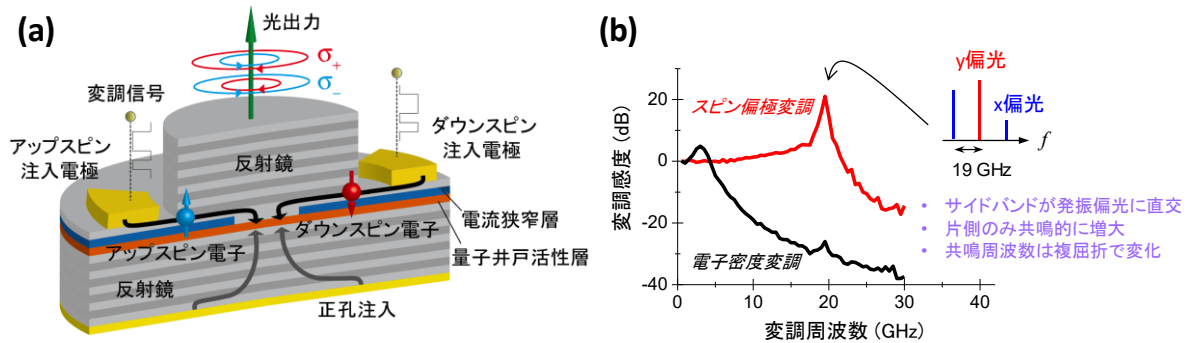 (a)
光出力
σ+
σ−
変調信号
アップスピン
注入電極
ダウンスピン
注入電極
反射鏡
電流狭窄層
ダウンスピン電子
アップスピン電子
量子井戸活性層
反射鏡
正孔注入
(b)
変調感度 (dB)
20
0
-20
-40
0
10
20
30
40
変調周波数 (GHz)
スピン偏極変調
電子密度変調
y偏光
x偏光
f
19 GHz
• サイドバンドが発振偏光に直交
• 片側のみ共鳴的に増大
• 共鳴周波数は複屈折で変化